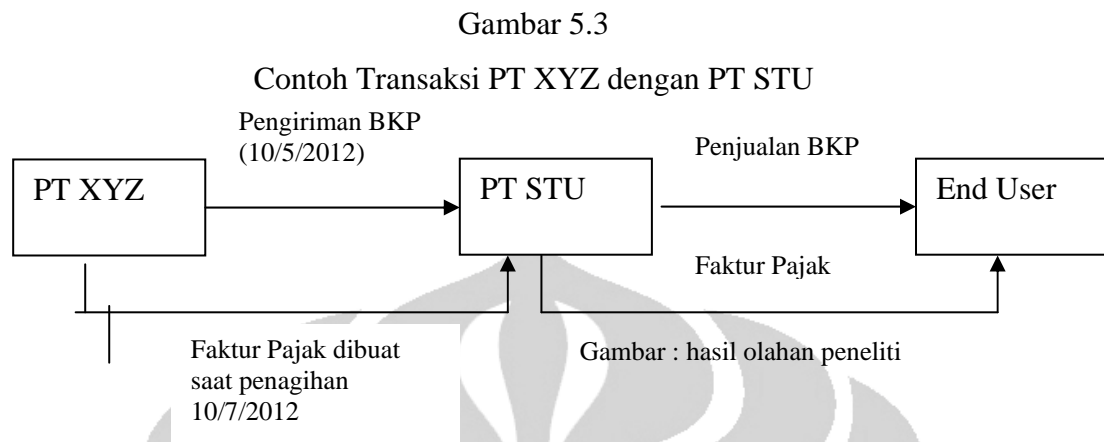 Gambar 5.3
Contoh Transaksi PT XYZ dengan PT STU
Pengiriman BKP
(10/5/2012)
Penjualan BKP
PT XYZ
PT STU
End User
Faktur Pajak
Faktur Pajak dibuat
saat penagihan
10/7/2012
Gambar : hasil olahan peneliti